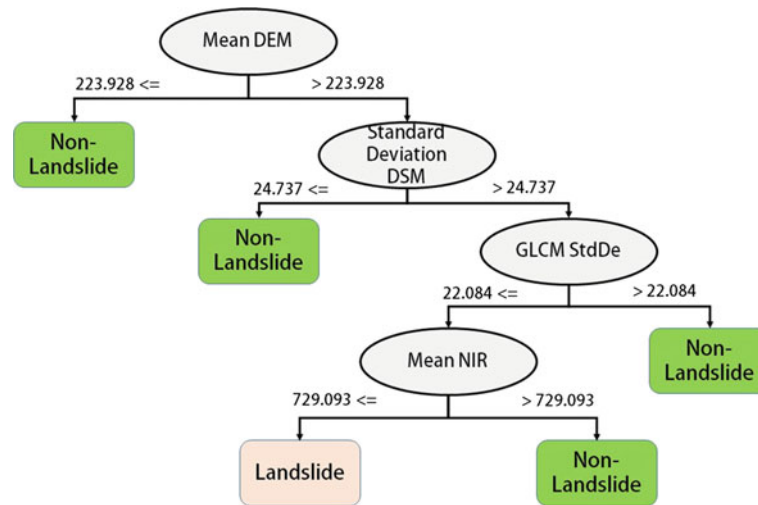 Mean DEM
223.928 <=
> 223.928
Non-
Landslide
Standard
Deviation
DSM
24.737 <=
> 24.737
Non-
Landslide
GLCM StdDe
22.084 <=
> 22.084
Mean NIR
Non-
Landslide
729.093 <=
> 729.093
Landslide
Non-
Landslide